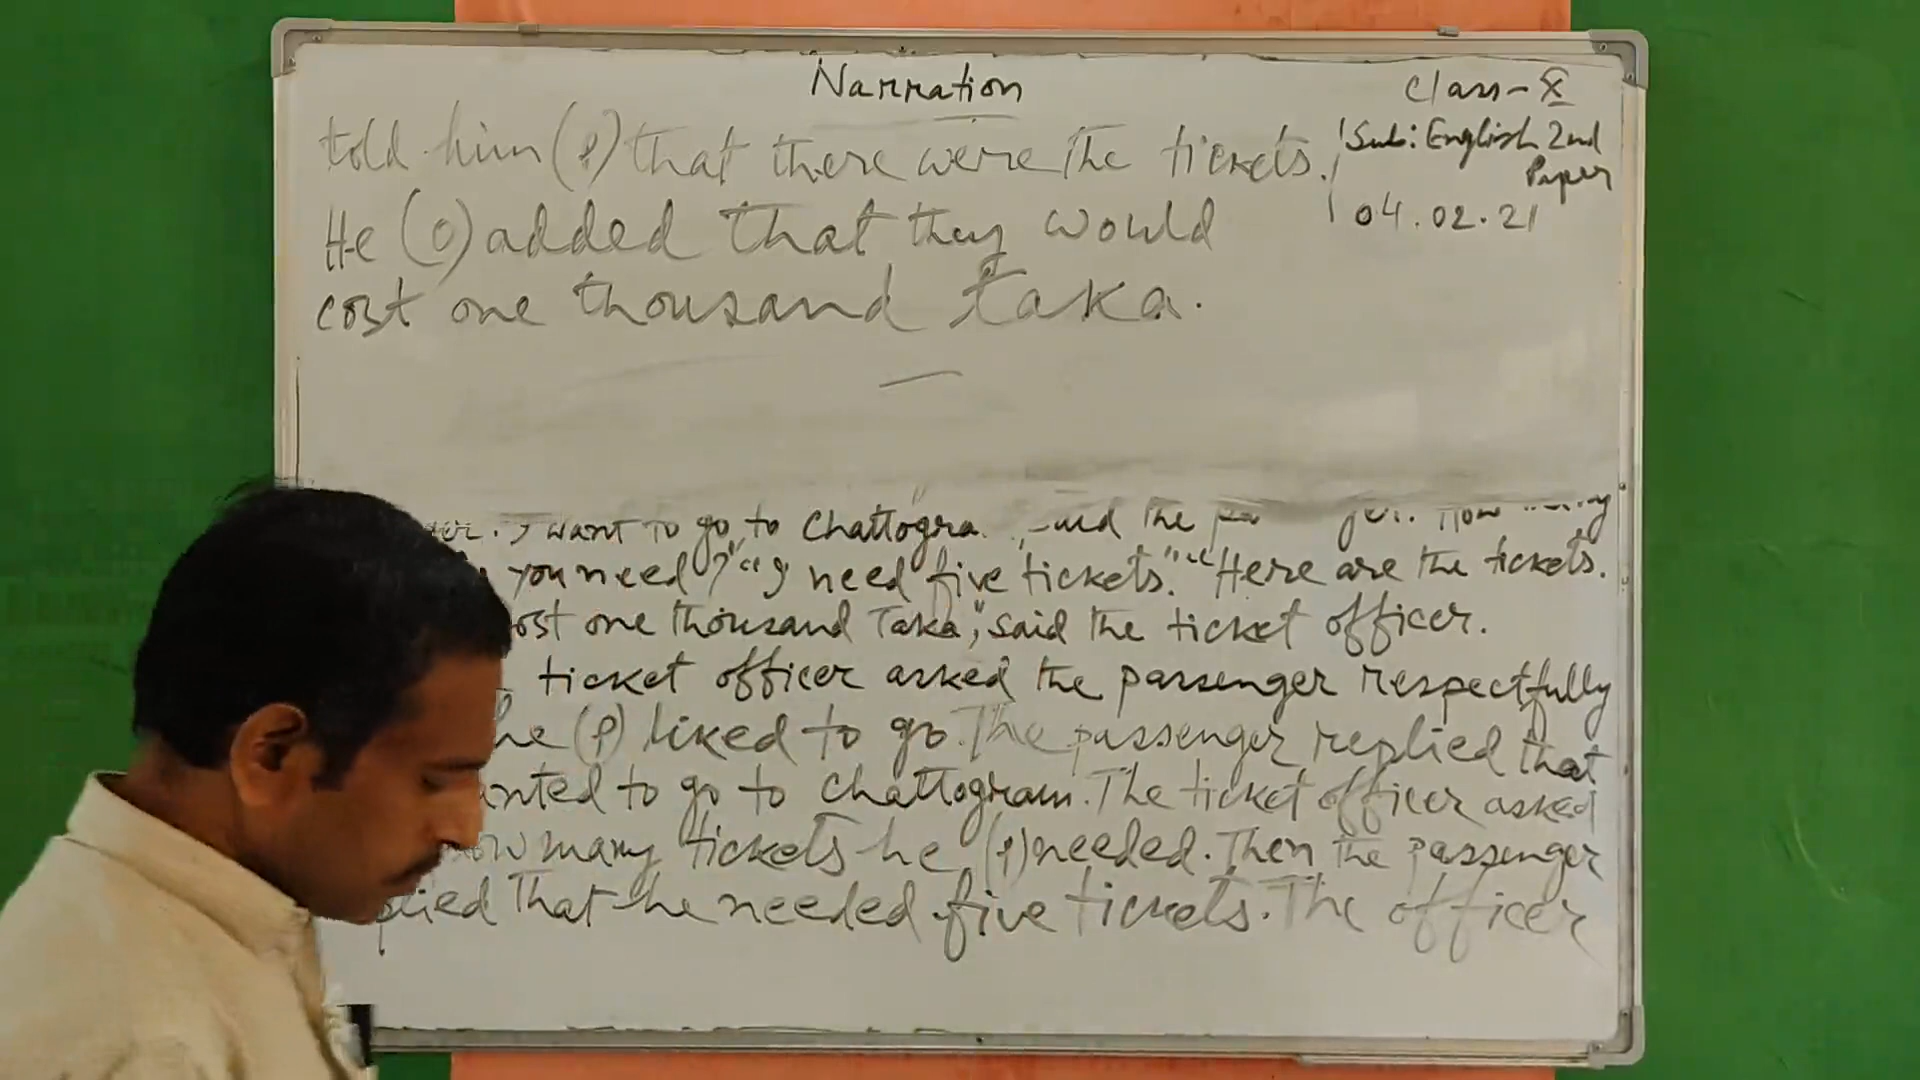 Narration
Class-X
Sub: English 2nd
Paper
04.02.21
told him (P) that there were the tickets.
He (O) added that they would
cost one thousand taka.
want to go to Chattogra the
you need?" "I need five tickets." "Here are the tickets.
ost one thousand Taka," said the ticket officer.
ticket officer asked the passenger respectfully
he (P) liked to go. The passenger replied that
anted to go to Chattogram. The ticket officer asked
how many tickets he (P) needed. Then the passenger
plied that he needed five tickets. The officer